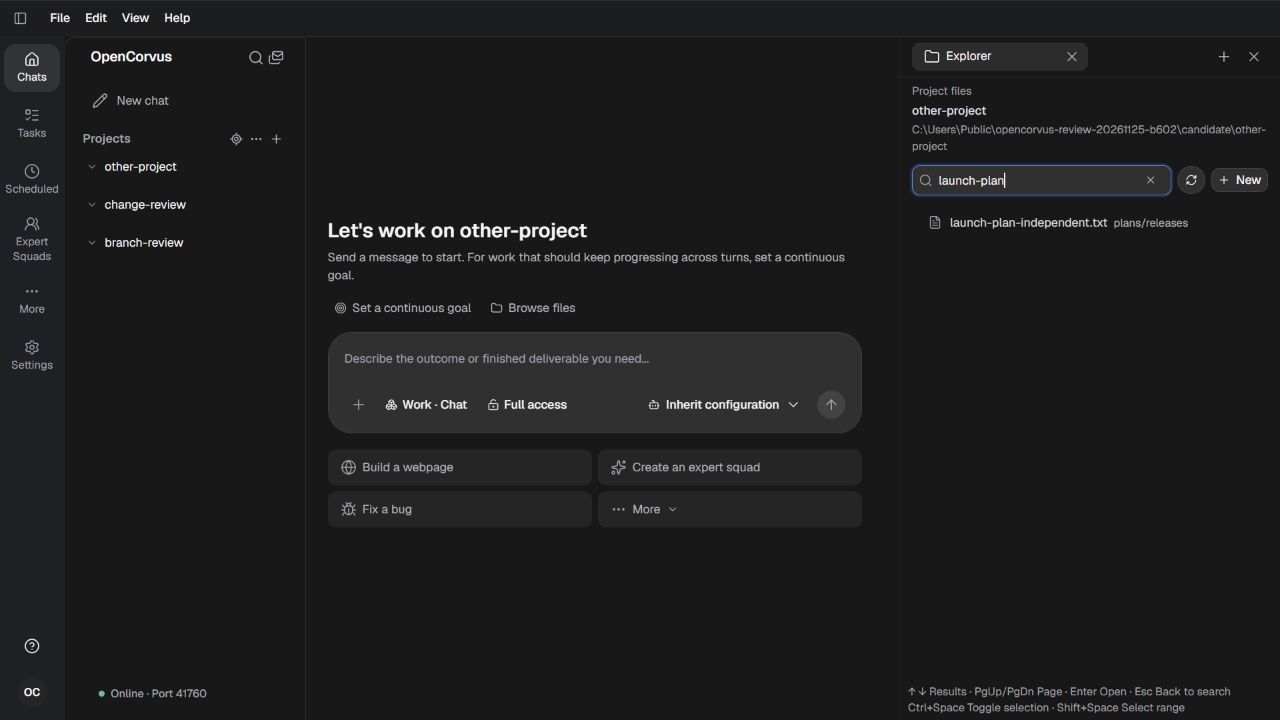 File Edit View Help
Chats
Tasks
Scheduled
Expert
Squads
More
Settings
OC
OpenCorvus
New chat
Projects
other-project
change-review
branch-review
Online · Port 41760
Let's work on other-project
Send a message to start. For work that should keep progressing across turns, set a continuous
goal.
Set a continuous goal Browse files
Describe the outcome or finished deliverable you need...
Work · Chat Full access Inherit configuration
Build a webpage Create an expert squad
Fix a bug More
Explorer
Project files
other-project
C:\Users\Public\opencorvus-review-20261125-b602\candidate\other-
project
launch-plan New
launch-plan-independent.txt plans/releases
↑↓ Results · PgUp/PgDn Page · Enter Open · Esc Back to search
Ctrl+Space Toggle selection · Shift+Space Select range